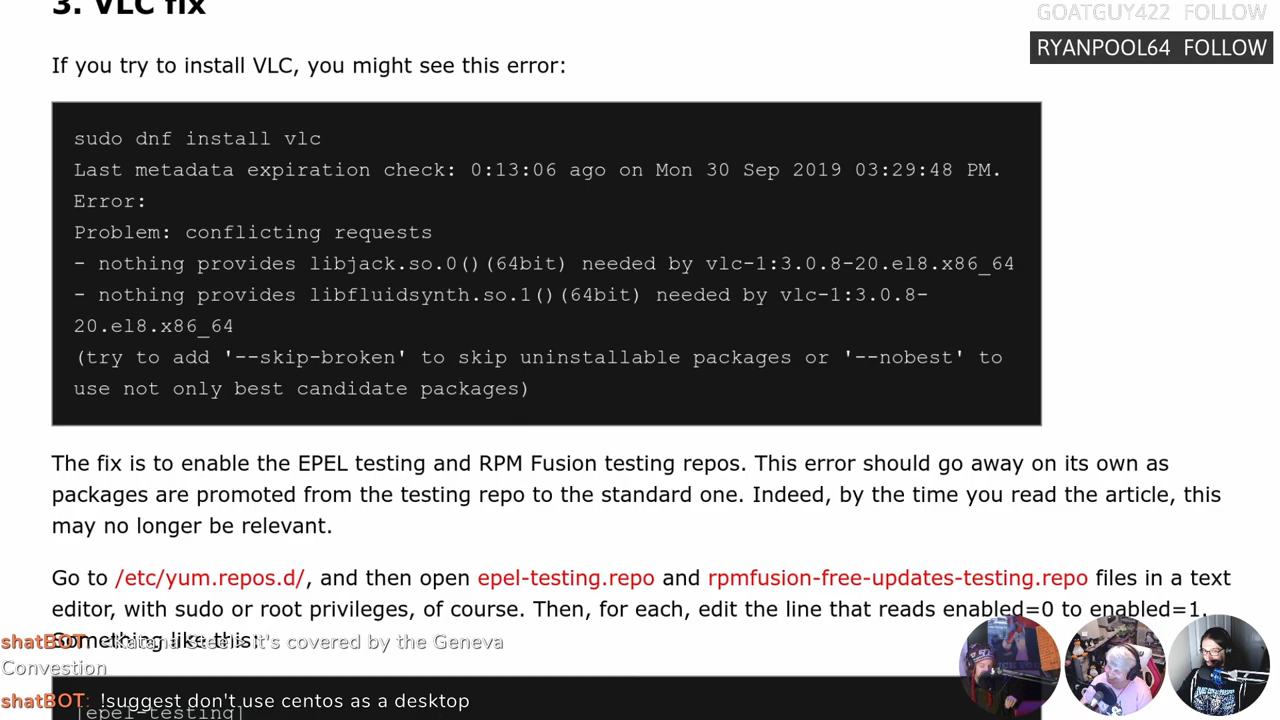 3. VLC fix
GOATGUY422 FOLLOW
RYANPOOL64 FOLLOW
If you try to install VLC, you might see this error:
sudo dnf install vlc
Last metadata expiration check: 0:13:06 ago on Mon 30 Sep 2019 03:29:48 PM.
Error:
Problem: conflicting requests
- nothing provides libjack.so.0()(64bit) needed by vlc-1:3.0.8-20.el8.x86_64
- nothing provides libfluidsynth.so.1()(64bit) needed by vlc-1:3.0.8-
20.el8.x86_64
(try to add '--skip-broken' to skip uninstallable packages or '--nobest' to
use not only best candidate packages)
The fix is to enable the EPEL testing and RPM Fusion testing repos. This error should go away on its own as
packages are promoted from the testing repo to the standard one. Indeed, by the time you read the article, this
may no longer be relevant.
Go to /etc/yum.repos.d/, and then open epel-testing.repo and rpmfusion-free-updates-testing.repo files in a text
editor, with sudo or root privileges, of course. Then, for each, edit the line that reads enabled=0 to enabled=1.
Something like this:
shatBOT: <Katana Steel> it's covered by the Geneva
Convestion
shatBOT: !suggest don't use centos as a desktop
[epel-testing]